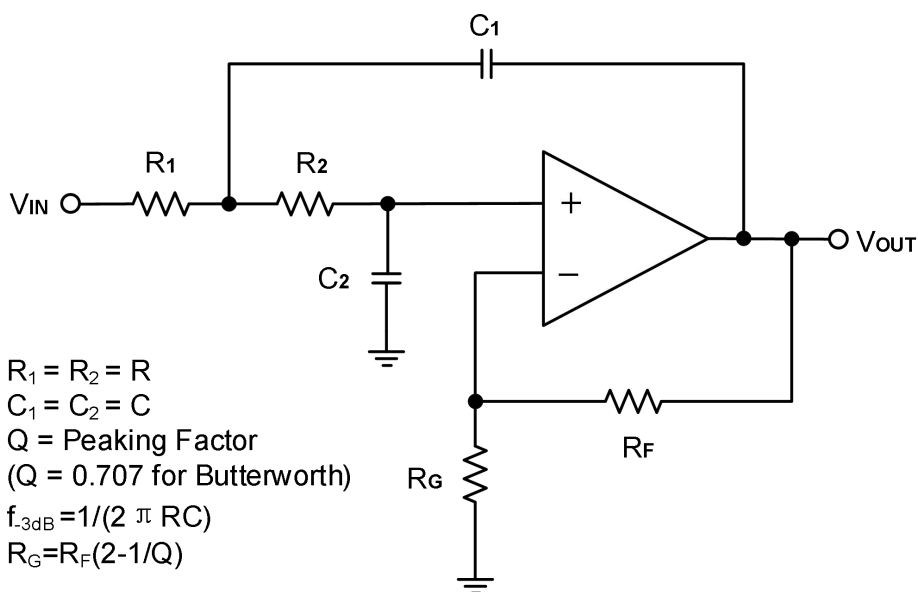 C1
R1
R2
VIN
+
VOUT
−
C2
R1 = R2 = R
C1 = C2 = C
Q = Peaking Factor
(Q = 0.707 for Butterworth)
f-3dB =1/(2 π RC)
RG=RF(2-1/Q)
RF
RG